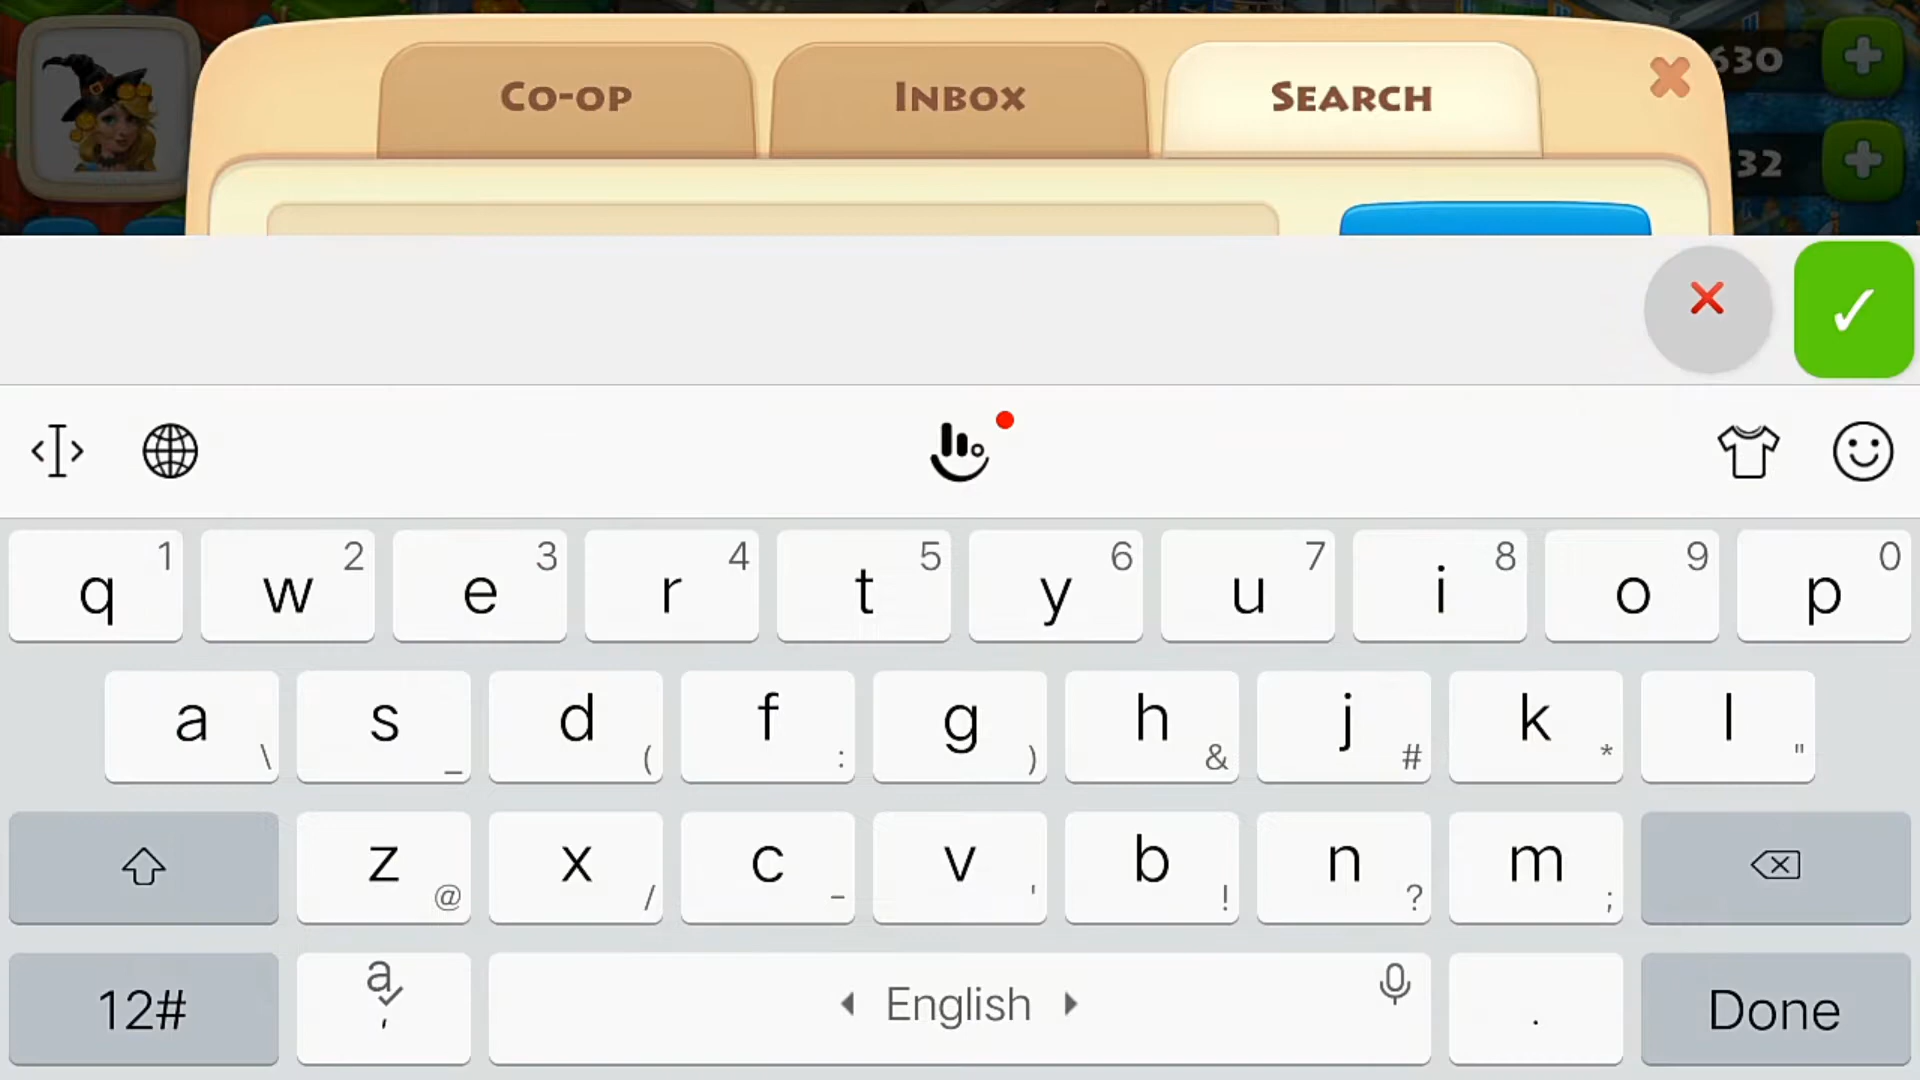 Co-op Inbox Search
630
32
✓
1 2 3 4 5 6 7 8 9 0
q w e r t y u i o p
a s d f g h j k l
\ _ ( : ) & # * "
z x c v b n m
@ / - ' ! ? ;
12# a , English . Done